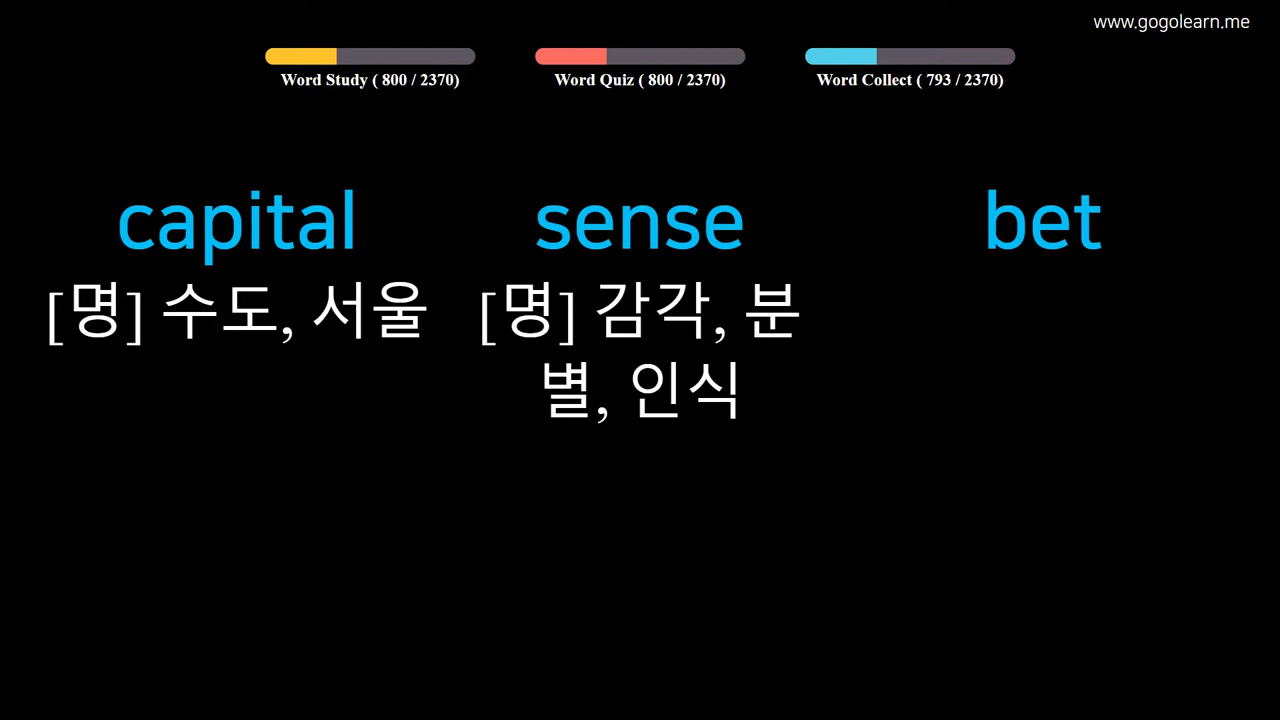 www.gogolearn.me
Word Study ( 800 / 2370)
Word Quiz ( 800 / 2370)
Word Collect ( 793 / 2370)
capital
[명] 수도, 서울
sense
[명] 감각, 분
별, 인식
bet